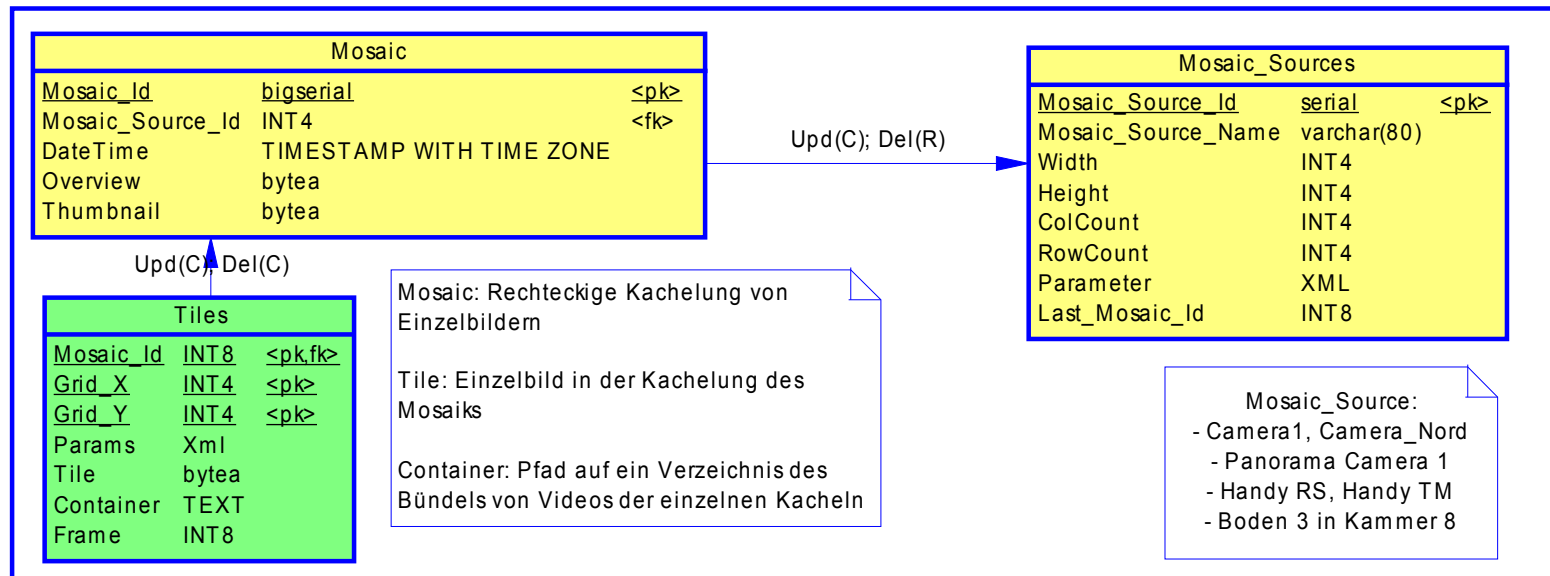 Mosaic
Mosaic_Id bigserial <pk>
Mosaic_Source_Id INT4 <fk>
DateTime TIMESTAMP WITH TIME ZONE
Overview bytea
Thumbnail bytea
Upd(C); Del(R)
Mosaic_Sources
Mosaic_Source_Id serial <pk>
Mosaic_Source_Name varchar(80)
Width INT4
Height INT4
ColCount INT4
RowCount INT4
Parameter XML
Last_Mosaic_Id INT8
Upd(C); Del(C)
Tiles
Mosaic_Id INT8 <pk,fk>
Grid_X INT4 <pk>
Grid_Y INT4 <pk>
Params Xml
Tile bytea
Container TEXT
Frame INT8
Mosaic: Rechteckige Kachelung von
Einzelbildern
Tile: Einzelbild in der Kachelung des
Mosaiks
Container: Pfad auf ein Verzeichnis des
Bündels von Videos der einzelnen Kacheln
Mosaic_Source:
- Camera1, Camera_Nord
- Panorama Camera 1
- Handy RS, Handy TM
- Boden 3 in Kammer 8